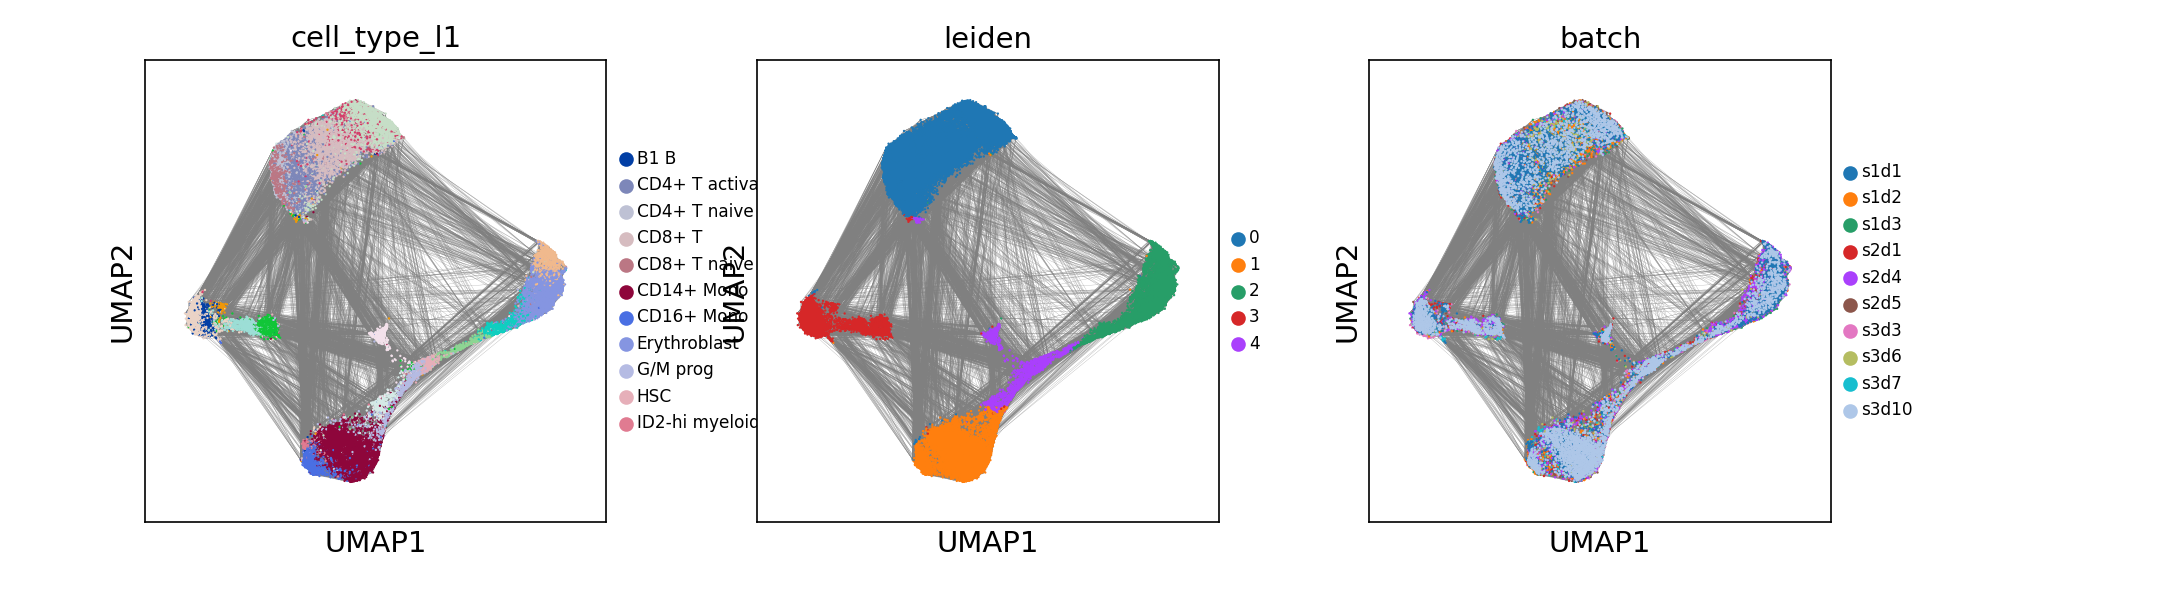 cell_type_l1
UMAP2
UMAP1
B1 B
CD4+ T activa
CD4+ T naive
CD8+ T
CD8+ T naive
CD14+ Mono
CD16+ Mono
Erythroblast
G/M prog
HSC
ID2-hi myeloid
leiden
UMAP2
UMAP1
0
1
2
3
4
batch
UMAP2
UMAP1
s1d1
s1d2
s1d3
s2d1
s2d4
s2d5
s3d3
s3d6
s3d7
s3d10